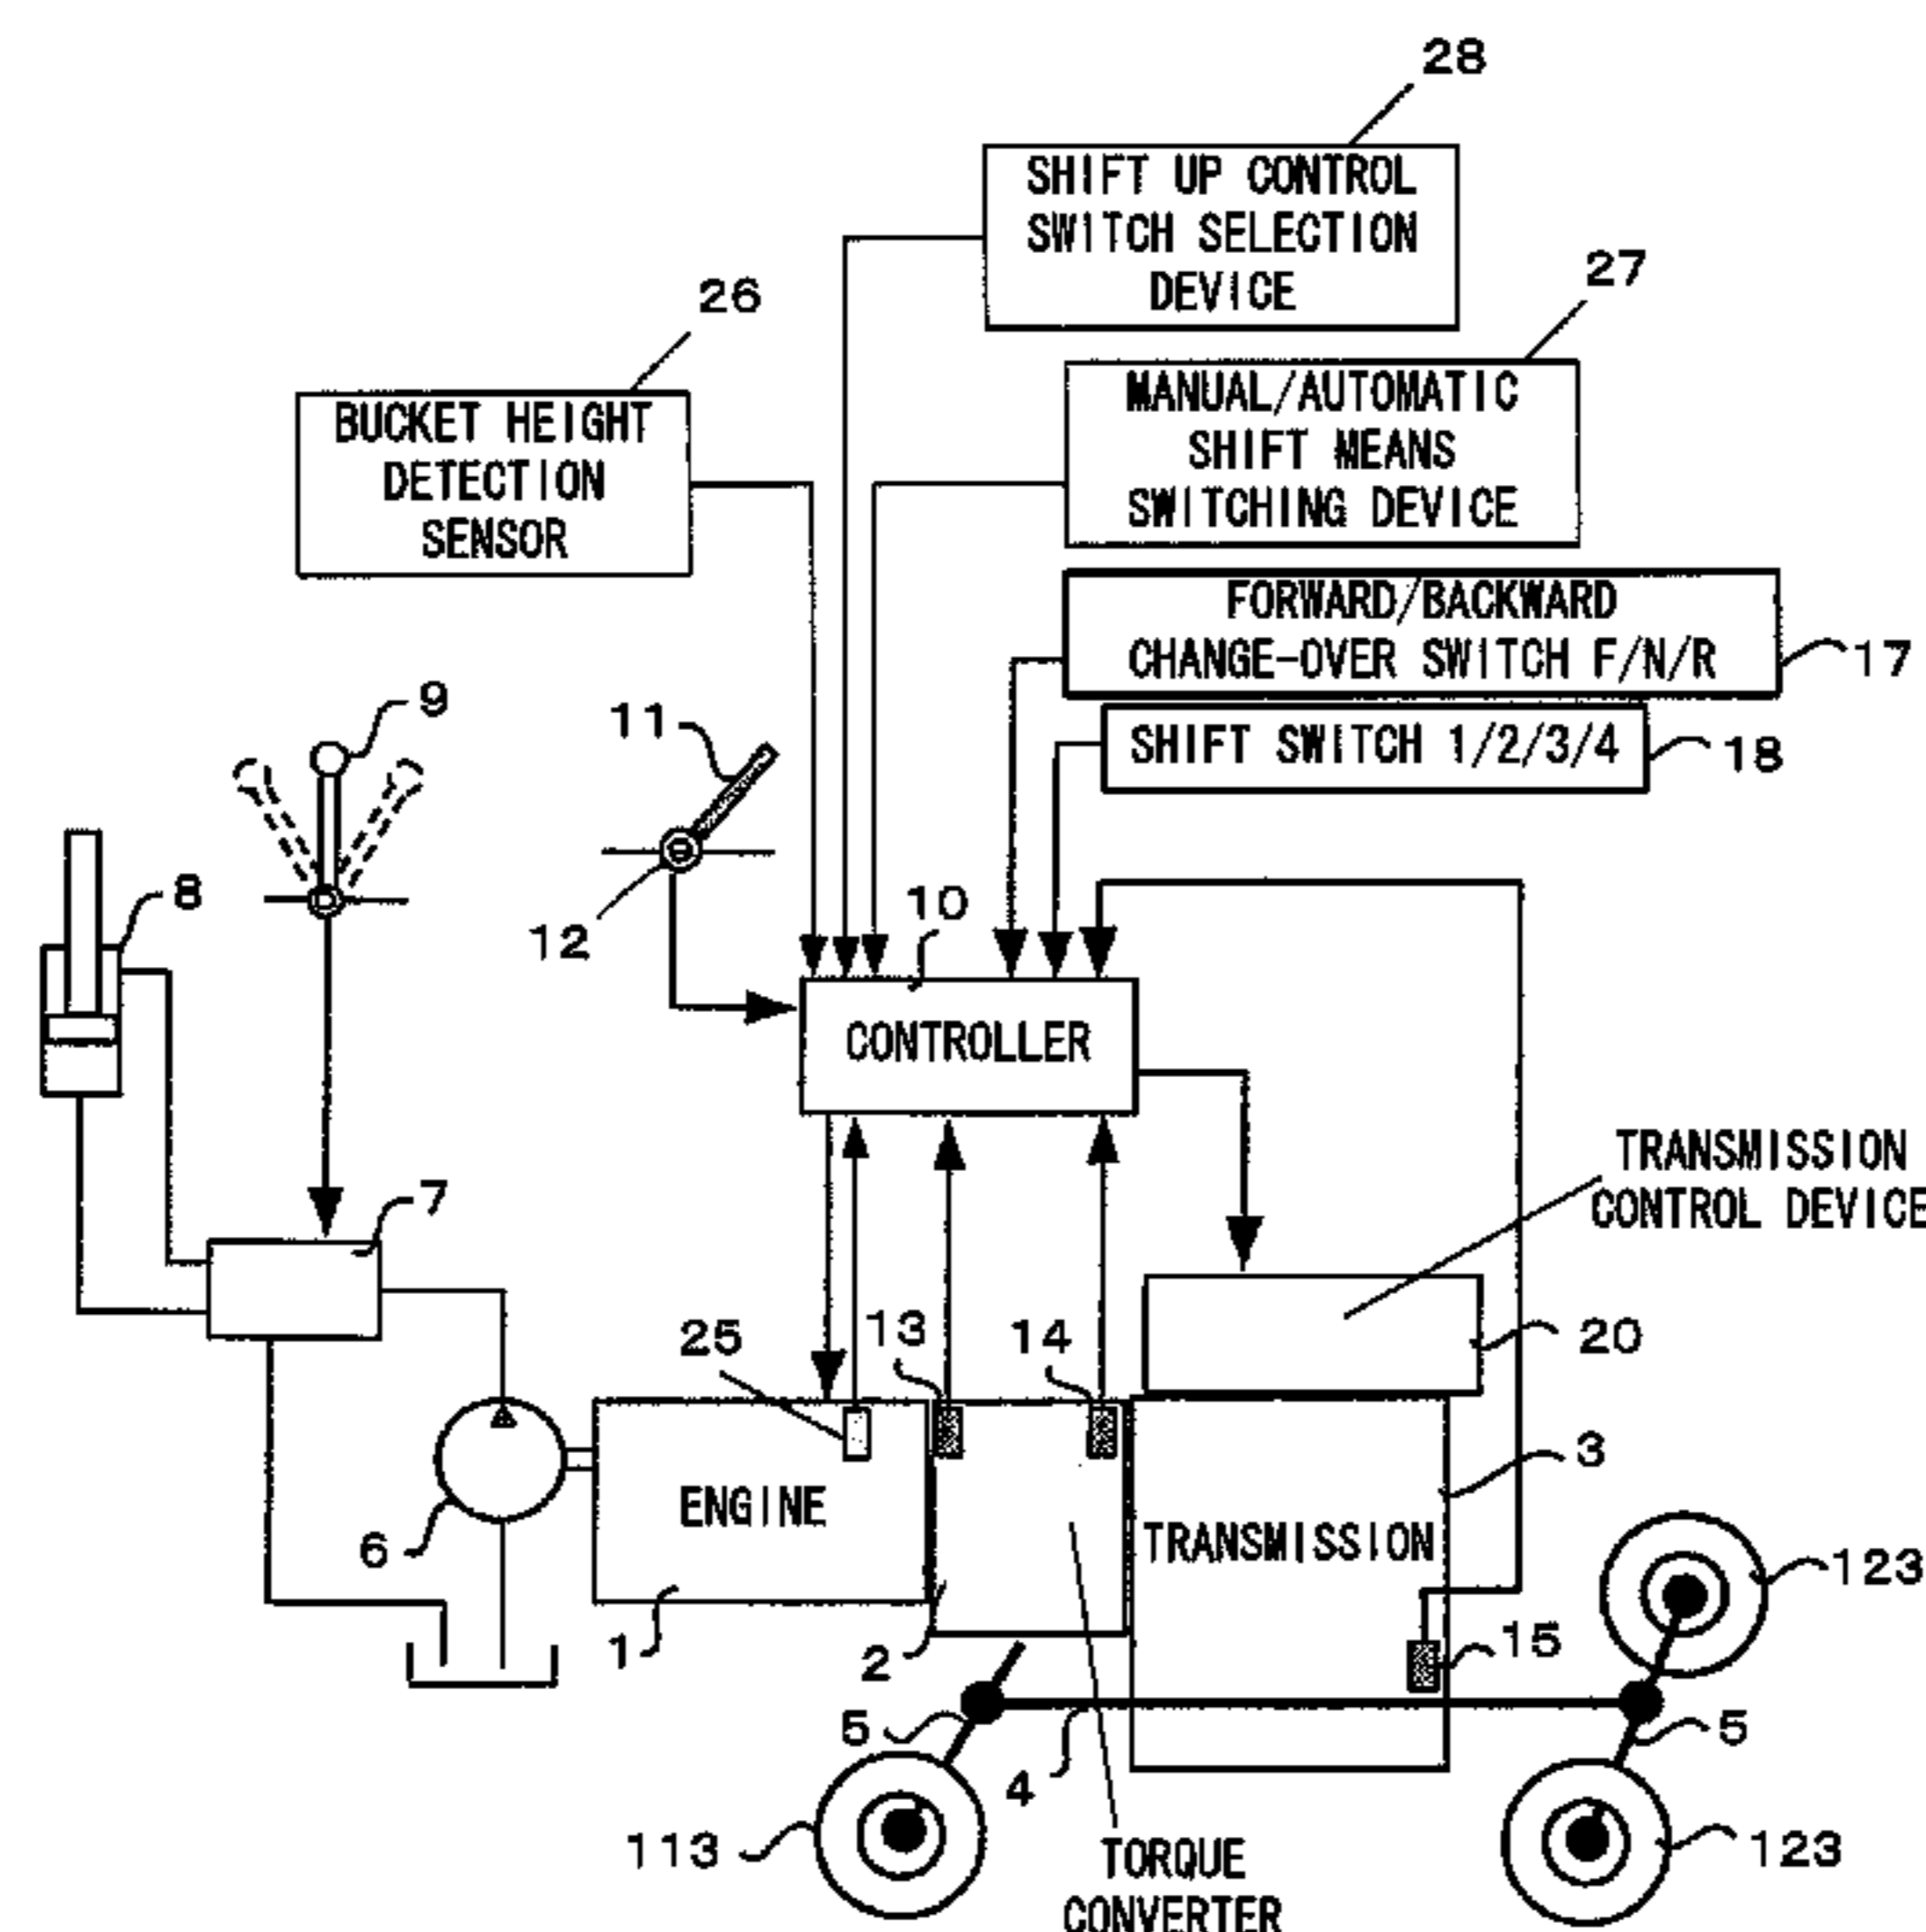 28
SHIFT UP CONTROL
SWITCH SELECTION
DEVICE
27
26
MANUAL/AUTOMATIC
SHIFT MEANS
SWITCHING DEVICE
BUCKET HEIGHT
DETECTION
SENSOR
FORWARD/BACKWARD
CHANGE-OVER SWITCH F/N/R
17
9
11
SHIFT SWITCH 1/2/3/4
18
8
12
10
CONTROLLER
TRANSMISSION
CONTROL DEVICE
7
25
13
14
20
3
ENGINE
TRANSMISSION
6
123
1
2
15
5
5
4
113
123
TORQUE
CONVERTER